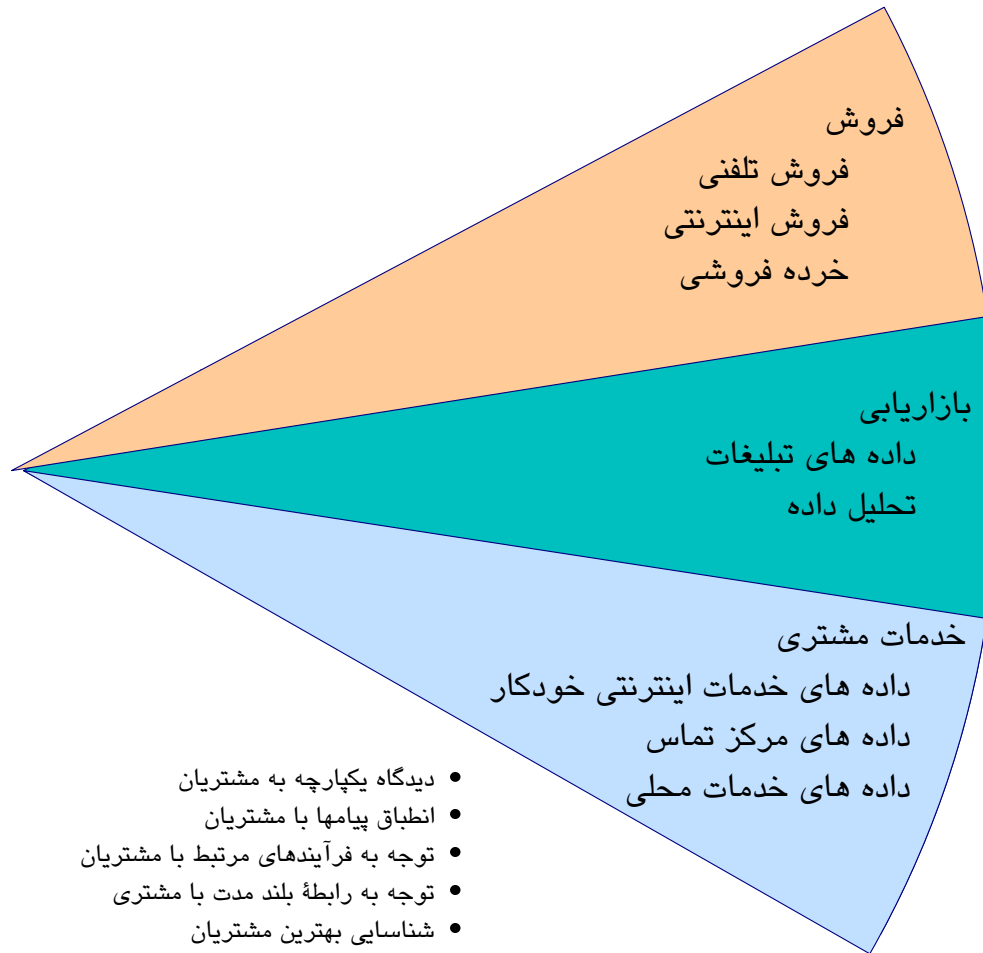 فروش
فروش تلفنی
فروش اینترنتی
خرده فروشی
بازاریابی
داده های تبلیغات
تحلیل داده
خدمات مشتری
داده های خدمات اینترنتی خودکار
داده های مرکز تماس
داده های خدمات محلی
• دیدگاه یکپارچه به مشتریان
• انطباق پیامها با مشتریان
• توجه به فرآیندهای مرتبط با مشتریان
• توجه به رابطۀ بلند مدت با مشتری
• شناسایی بهترین مشتریان